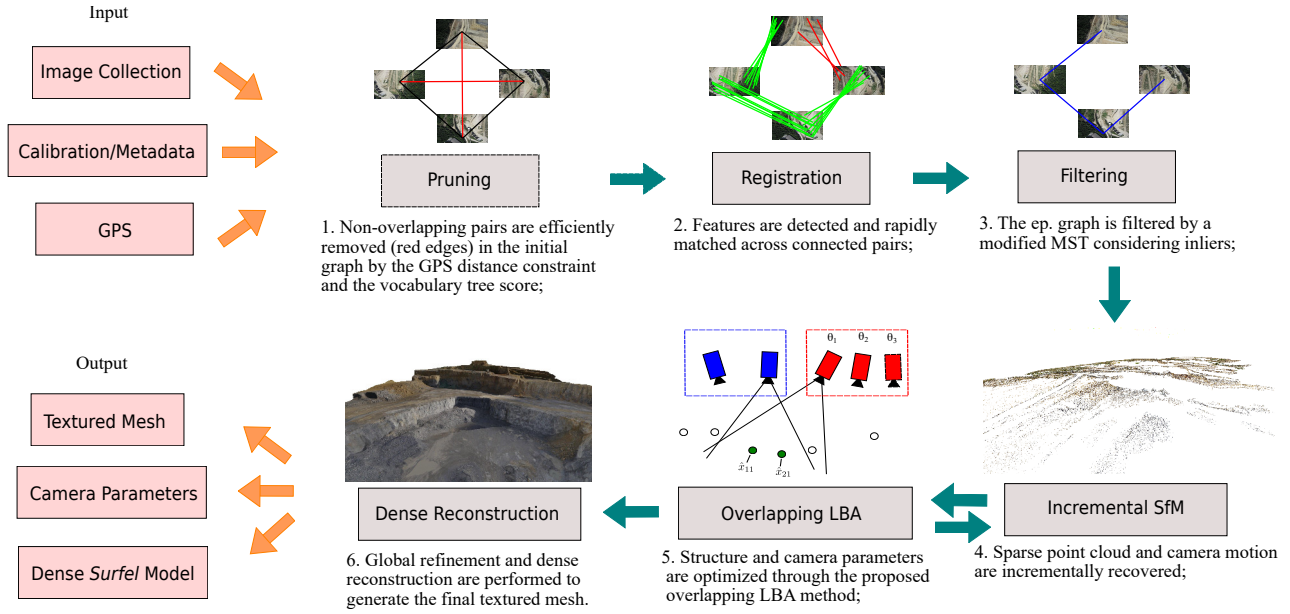 Input
Image Collection
Calibration/Metadata
GPS
Pruning
1. Non-overlapping pairs are efficiently
removed (red edges) in the initial
graph by the GPS distance constraint
and the vocabulary tree score;
Registration
2. Features are detected and rapidly
matched across connected pairs;
Filtering
3. The ep. graph is filtered by a
modified MST considering inliers;
Incremental SfM
4. Sparse point cloud and camera motion
are incrementally recovered;
θ₁ θ₂ θ₃
x̂₁₁ x̂₂₁
Overlapping LBA
5. Structure and camera parameters
are optimized through the proposed
overlapping LBA method;
Dense Reconstruction
6. Global refinement and dense
reconstruction are performed to
generate the final textured mesh.
Output
Textured Mesh
Camera Parameters
Dense Surfel Model